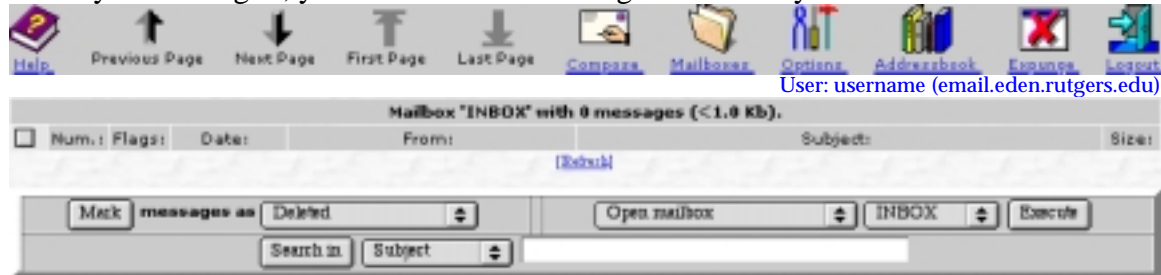 Help Previous Page Next Page First Page Last Page Compose Mailboxes Options Addressbook Expunge Logout
User: username (email.eden.rutgers.edu)
Mailbox "INBOX" with 0 messages (<1.0 Kb).
Num.: Flags: Date: From: Subject: Size:
[Refresh]
Mark messages as Deleted Open mailbox INBOX Execute
Search in Subject